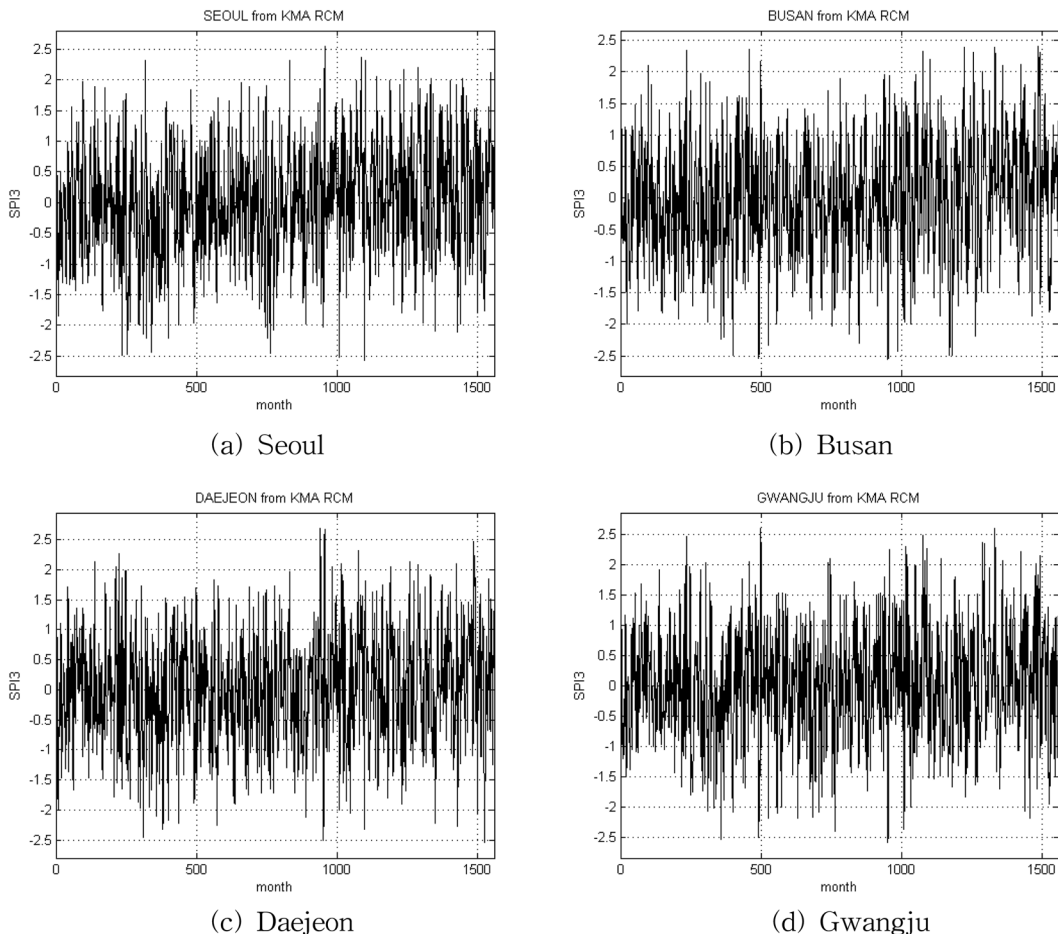 SEOUL from KMA RCM
2.5
2
1.5
1
0.5
0
-0.5
-1
-1.5
-2
-2.5
SPI3
0 500 1000 1500
month
(a) Seoul
BUSAN from KMA RCM
2.5
2
1.5
1
0.5
0
-0.5
-1
-1.5
-2
-2.5
SPI3
0 500 1000 1500
month
(b) Busan
DAEJEON from KMA RCM
2.5
2
1.5
1
0.5
0
-0.5
-1
-1.5
-2
-2.5
SPI3
0 500 1000 1500
month
(c) Daejeon
GWANGJU from KMA RCM
2.5
2
1.5
1
0.5
0
-0.5
-1
-1.5
-2
-2.5
SPI3
0 500 1000 1500
month
(d) Gwangju